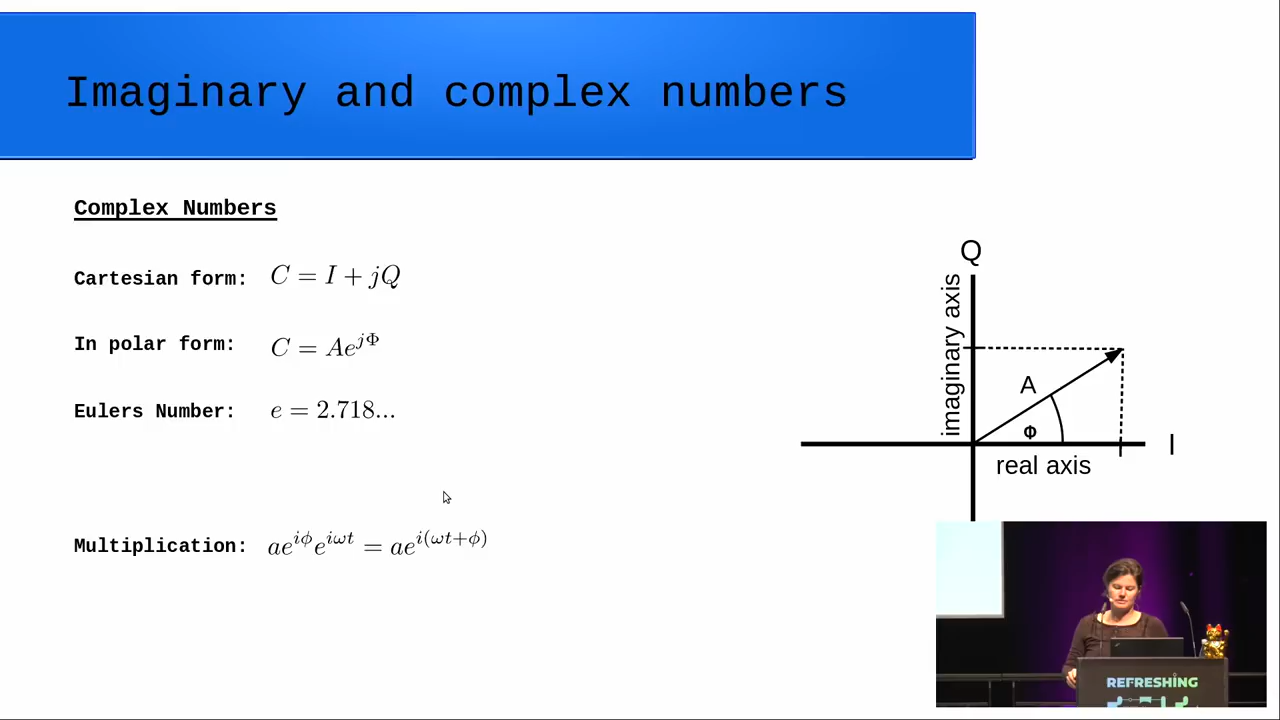 Imaginary and complex numbers
Complex Numbers
Cartesian form: C = I + jQ
In polar form: C = Ae^{jΦ}
Eulers Number: e = 2.718...
Multiplication: ae^{iϕ}e^{iωt} = ae^{i(ωt+ϕ)}
Q
imaginary axis
A
Φ
I
real axis
REFRESHING